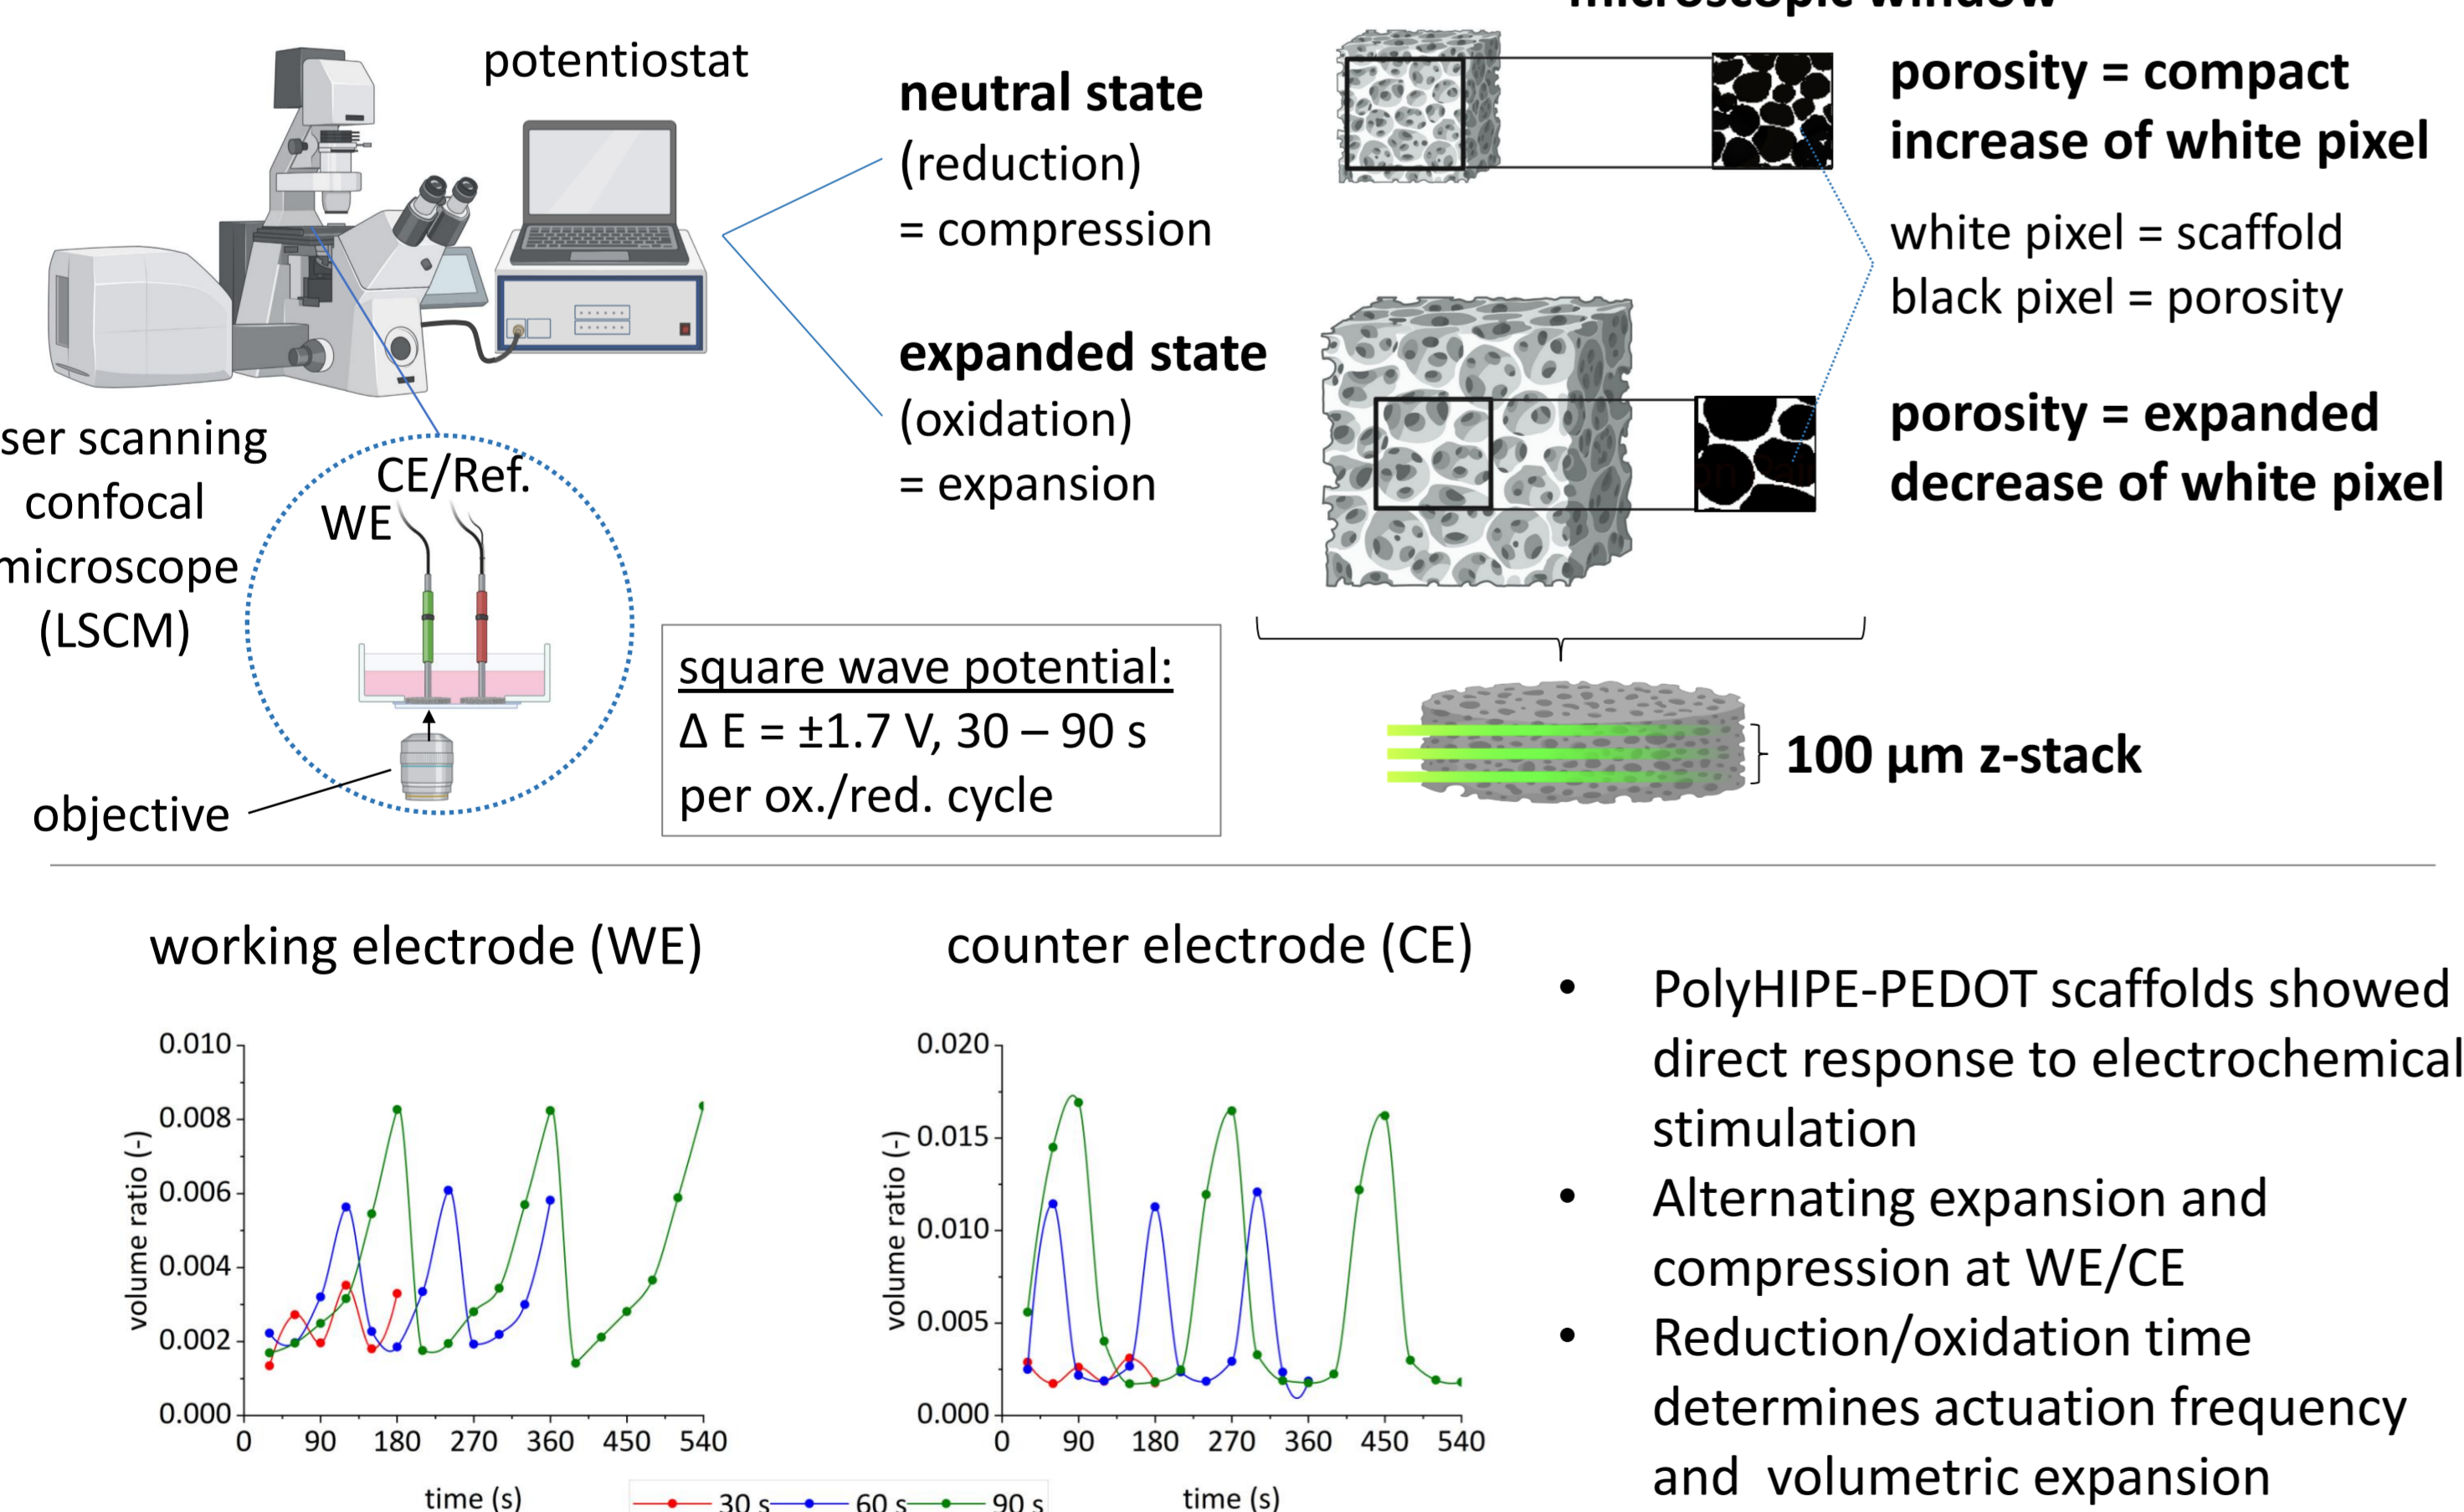 microscopic window
potentiostat
neutral state
(reduction)
= compression
expanded state
(oxidation)
= expansion
porosity = compact
increase of white pixel
white pixel = scaffold
black pixel = porosity
porosity = expanded
decrease of white pixel
ser scanning
confocal
microscope
(LSCM)
CE/Ref.
WE
objective
square wave potential:
Δ E = ±1.7 V, 30 – 90 s
per ox./red. cycle
100 µm z-stack
working electrode (WE)
0.010
0.008
0.006
0.004
0.002
0.000
volume ratio (-)
0 90 180 270 360 450 540
time (s)
counter electrode (CE)
0.020
0.015
0.010
0.005
0.000
volume ratio (-)
0 90 180 270 360 450 540
time (s)
30 s 60 s 90 s
• PolyHIPE-PEDOT scaffolds showed
direct response to electrochemical
stimulation
• Alternating expansion and
compression at WE/CE
• Reduction/oxidation time
determines actuation frequency
and volumetric expansion